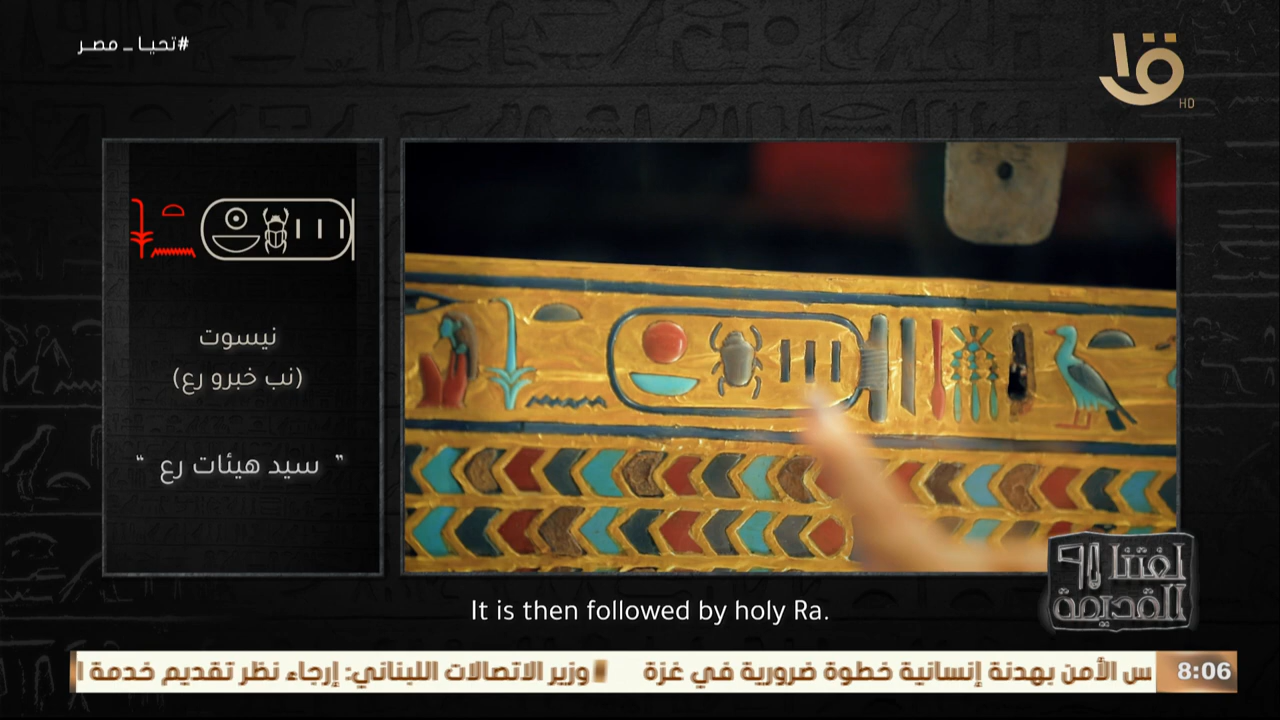 #تحيا_مصر
HD
نيسوت
(نب خبرو رع)
" سيد هيئات رع "
It is then followed by holy Ra.
لغتنا
القديمة
8:06
س الأمن بهدنة إنسانية خطوة ضرورية في غزة وزير الاتصالات اللبناني: إرجاء نظر تقديم خدمة ا